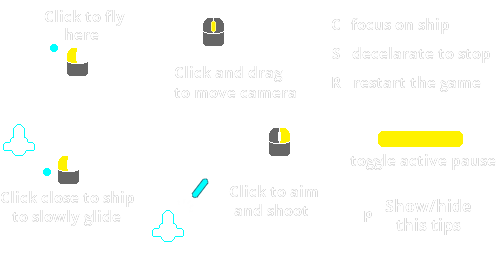 Click to fly
here
Click and drag
to move camera
C focus on ship
S decelarate to stop
R restart the game
Click close to ship
to slowly glide
Click to aim
and shoot
toggle active pause
P Show/hide
this tips